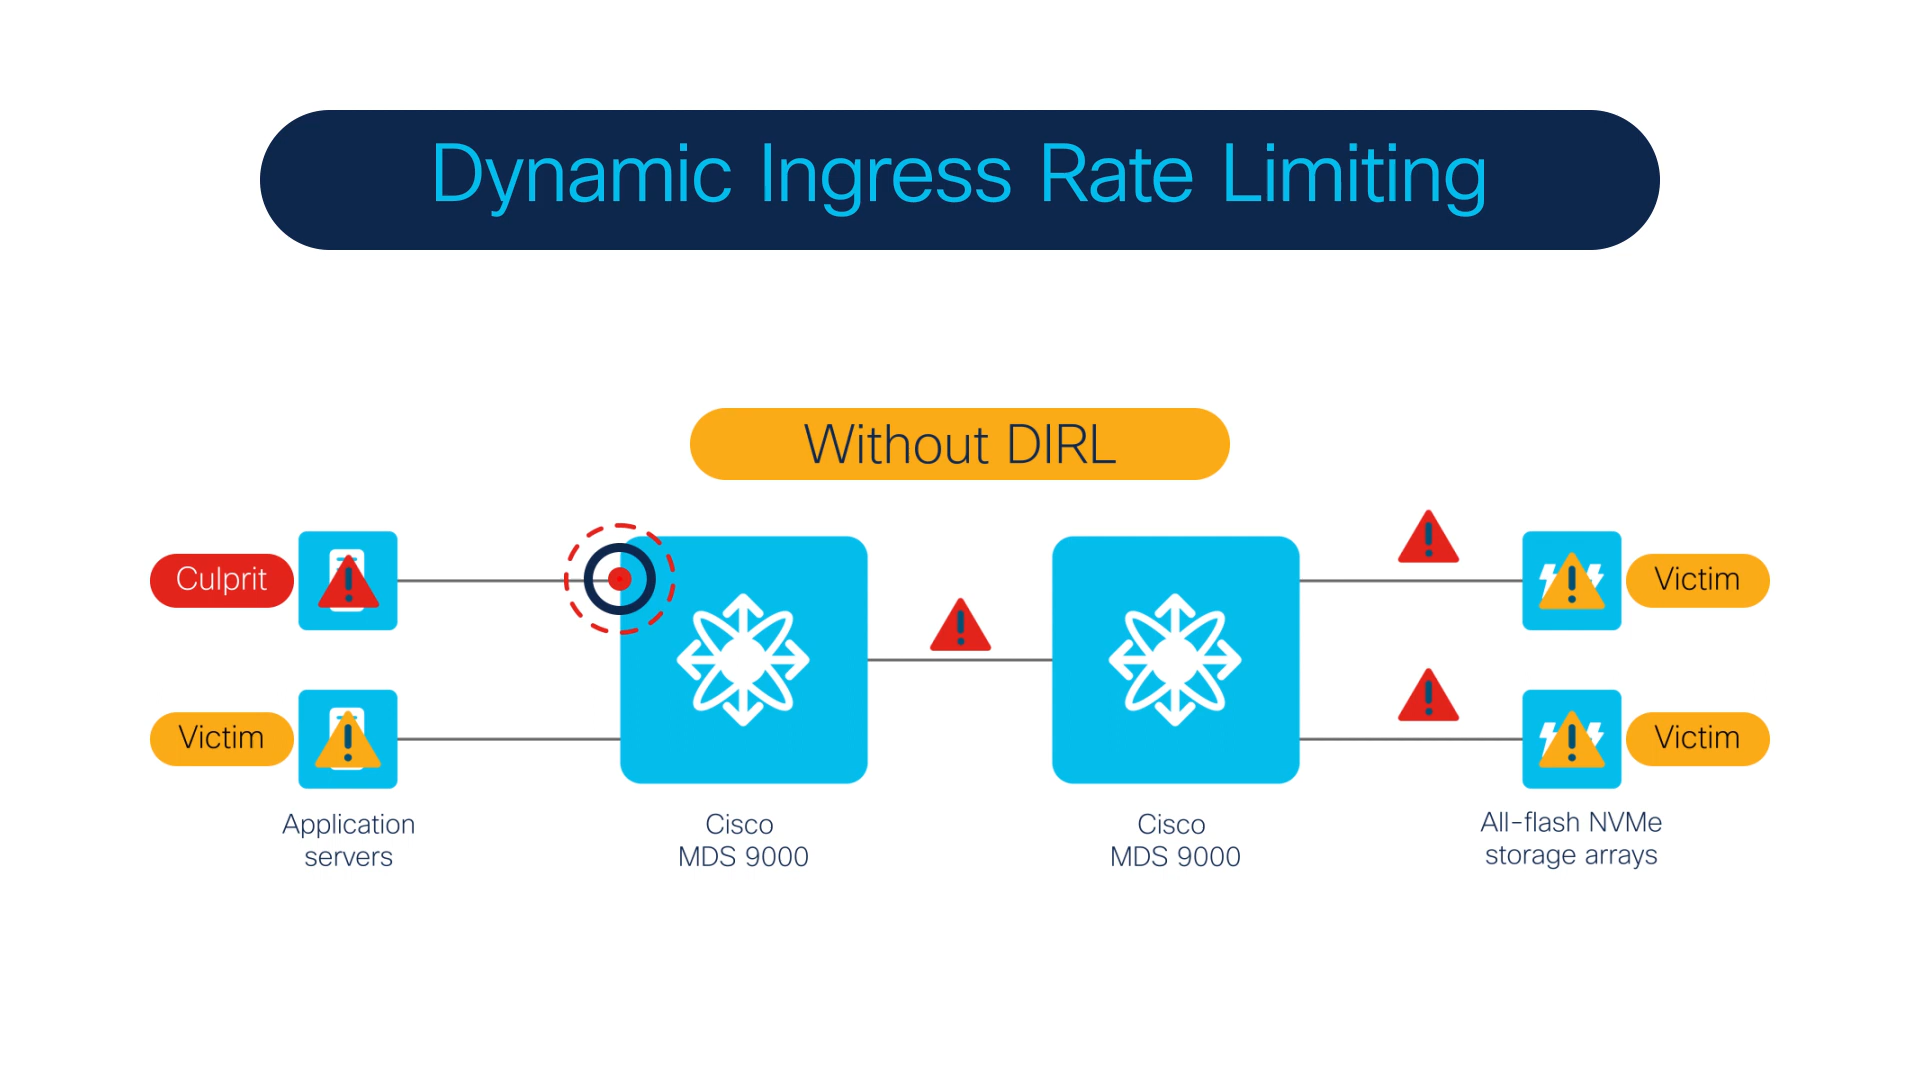 Dynamic Ingress Rate Limiting
Without DIRL
Culprit
Victim
Victim
Victim
Application
servers
Cisco
MDS 9000
Cisco
MDS 9000
All-flash NVMe
storage arrays